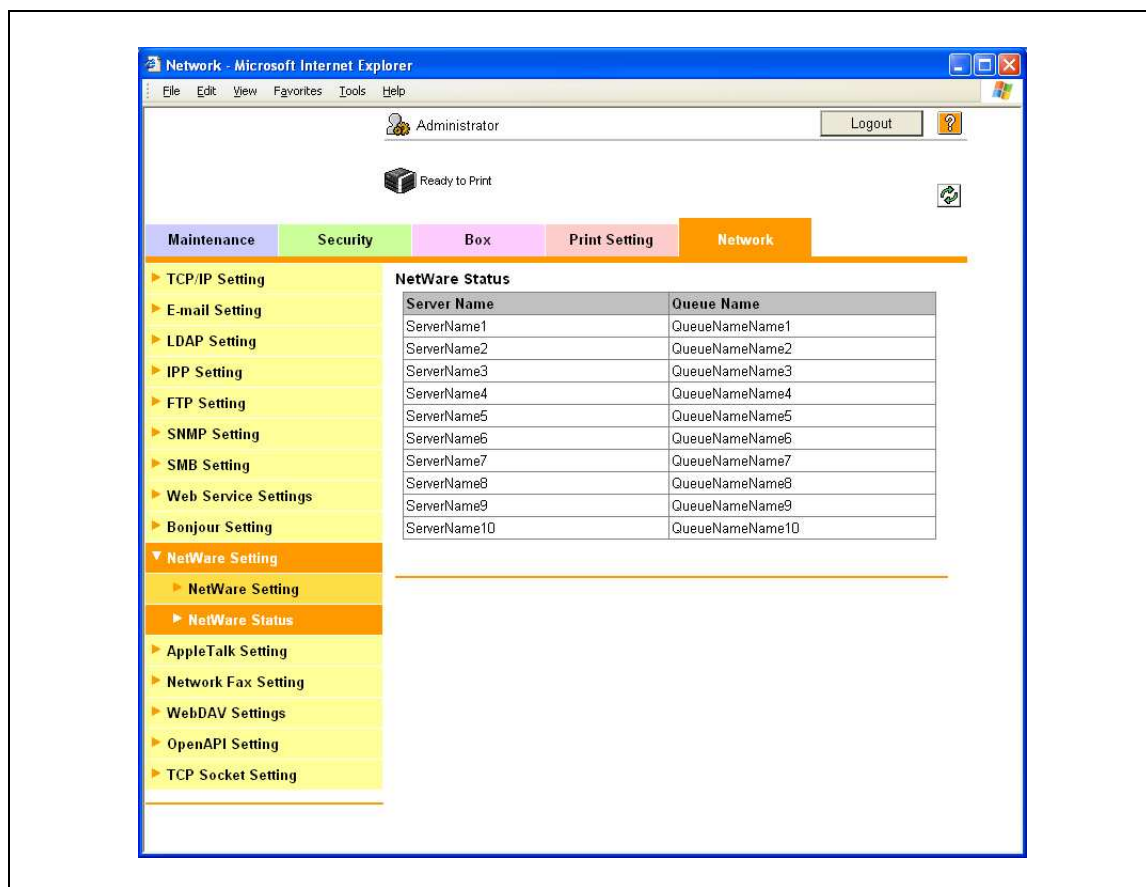 Network - Microsoft Internet Explorer
File Edit View Favorites Tools Help
Administrator
Logout
?
Ready to Print
Maintenance Security Box Print Setting Network
TCP/IP Setting
E-mail Setting
LDAP Setting
IPP Setting
FTP Setting
SNMP Setting
SMB Setting
Web Service Settings
Bonjour Setting
NetWare Setting
NetWare Setting
NetWare Status
AppleTalk Setting
Network Fax Setting
WebDAV Settings
OpenAPI Setting
TCP Socket Setting
NetWare Status
Server Name Queue Name
ServerName1 QueueNameName1
ServerName2 QueueNameName2
ServerName3 QueueNameName3
ServerName4 QueueNameName4
ServerName5 QueueNameName5
ServerName6 QueueNameName6
ServerName7 QueueNameName7
ServerName8 QueueNameName8
ServerName9 QueueNameName9
ServerName10 QueueNameName10